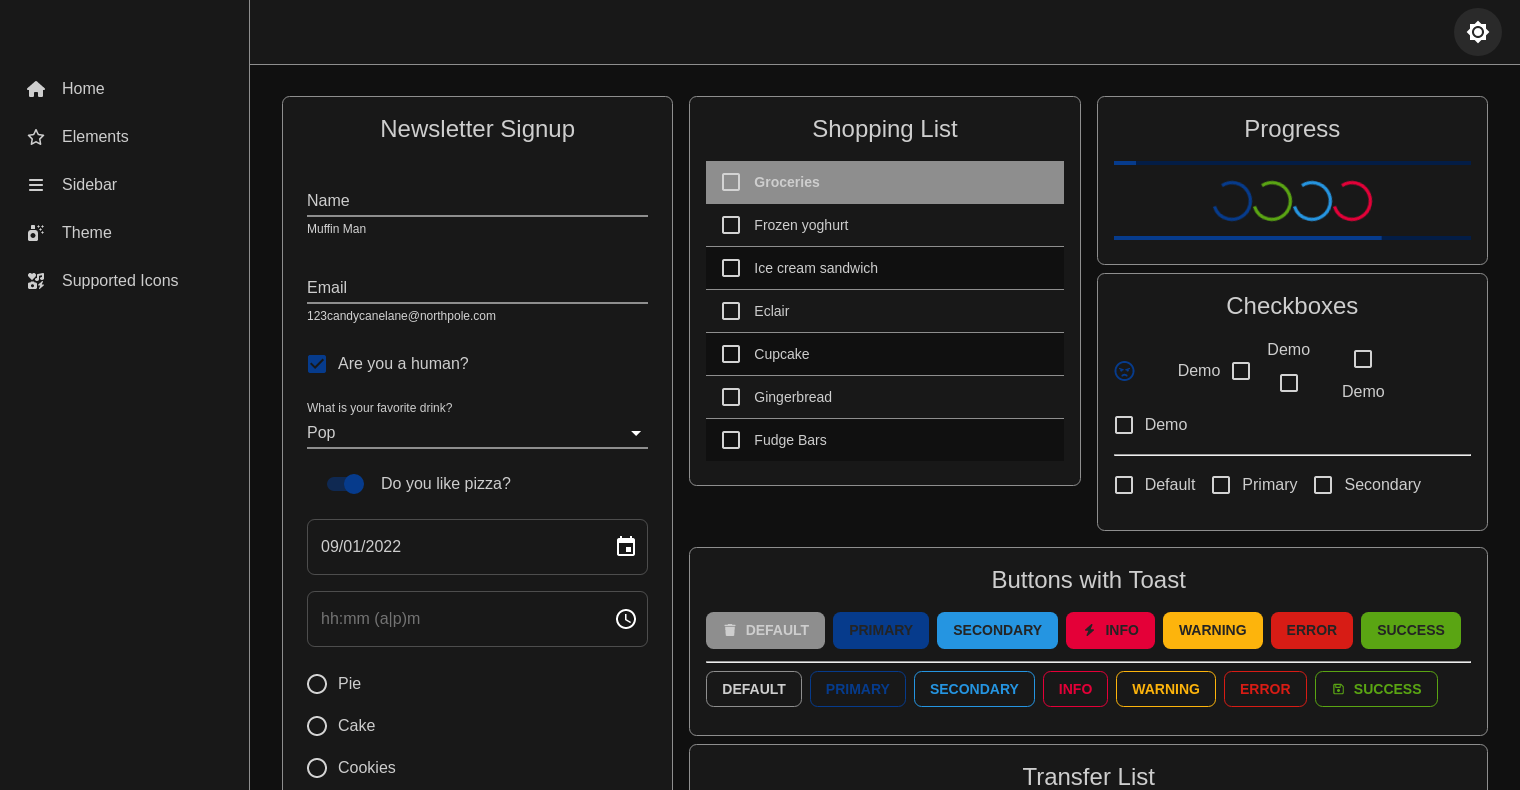 Home
Elements
Sidebar
Theme
Supported Icons
Newsletter Signup
Name
Muffin Man
Email
123candycanelane@northpole.com
Are you a human?
What is your favorite drink?
Pop
Do you like pizza?
09/01/2022
hh:mm (a|p)m
Pie
Cake
Cookies
Shopping List
Groceries
Frozen yoghurt
Ice cream sandwich
Eclair
Cupcake
Gingerbread
Fudge Bars
Progress
Checkboxes
Demo
Demo
Demo
Demo
Default Primary Secondary
Buttons with Toast
DEFAULT PRIMARY SECONDARY INFO WARNING ERROR SUCCESS
DEFAULT PRIMARY SECONDARY INFO WARNING ERROR SUCCESS
Transfer List